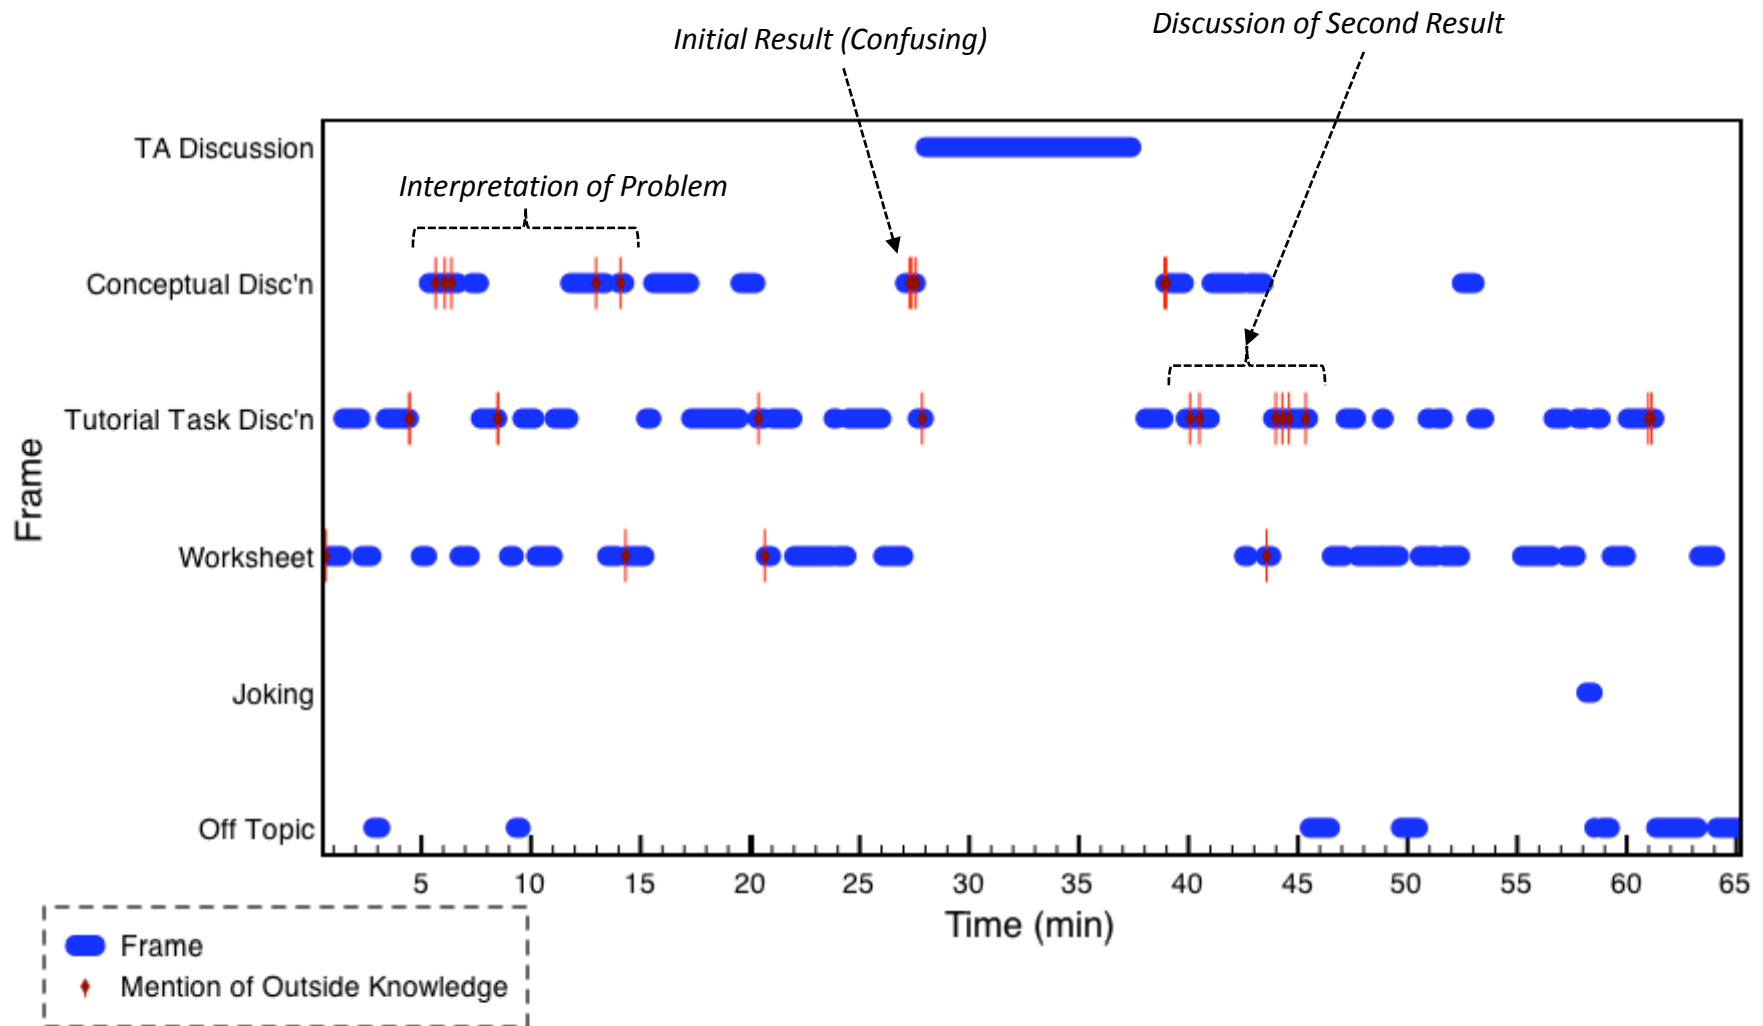 Discussion of Second Result
Initial Result (Confusing)
TA Discussion
Interpretation of Problem
Conceptual Disc'n
Tutorial Task Disc'n
Worksheet
Joking
Off Topic
Frame
5 10 15 20 25 30 35 40 45 50 55 60 65
Time (min)
Frame
Mention of Outside Knowledge